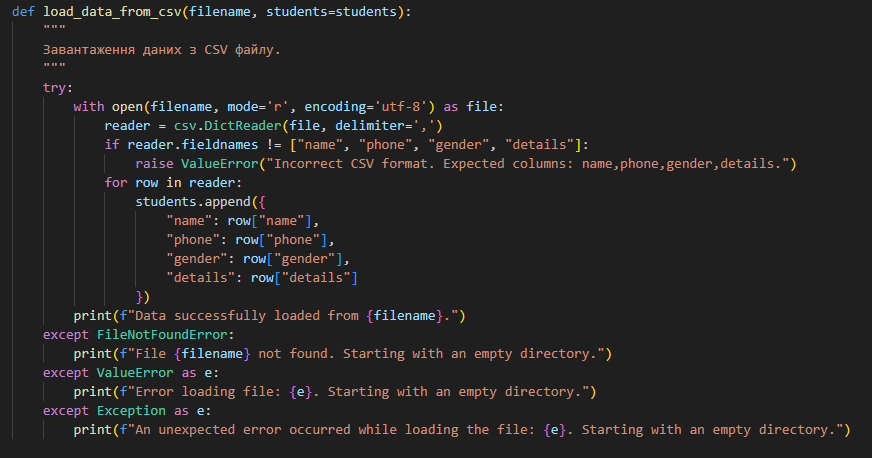 def load_data_from_csv(filename, students=students):
    """
    Завантаження даних з CSV файлу.
    """
    try:
        with open(filename, mode='r', encoding='utf-8') as file:
            reader = csv.DictReader(file, delimiter=',')
            if reader.fieldnames != ["name", "phone", "gender", "details"]:
                raise ValueError("Incorrect CSV format. Expected columns: name,phone,gender,details.")
            for row in reader:
                students.append({
                    "name": row["name"],
                    "phone": row["phone"],
                    "gender": row["gender"],
                    "details": row["details"]
                })
        print(f"Data successfully loaded from {filename}.")
    except FileNotFoundError:
        print(f"File {filename} not found. Starting with an empty directory.")
    except ValueError as e:
        print(f"Error loading file: {e}. Starting with an empty directory.")
    except Exception as e:
        print(f"An unexpected error occurred while loading the file: {e}. Starting with an empty directory.")